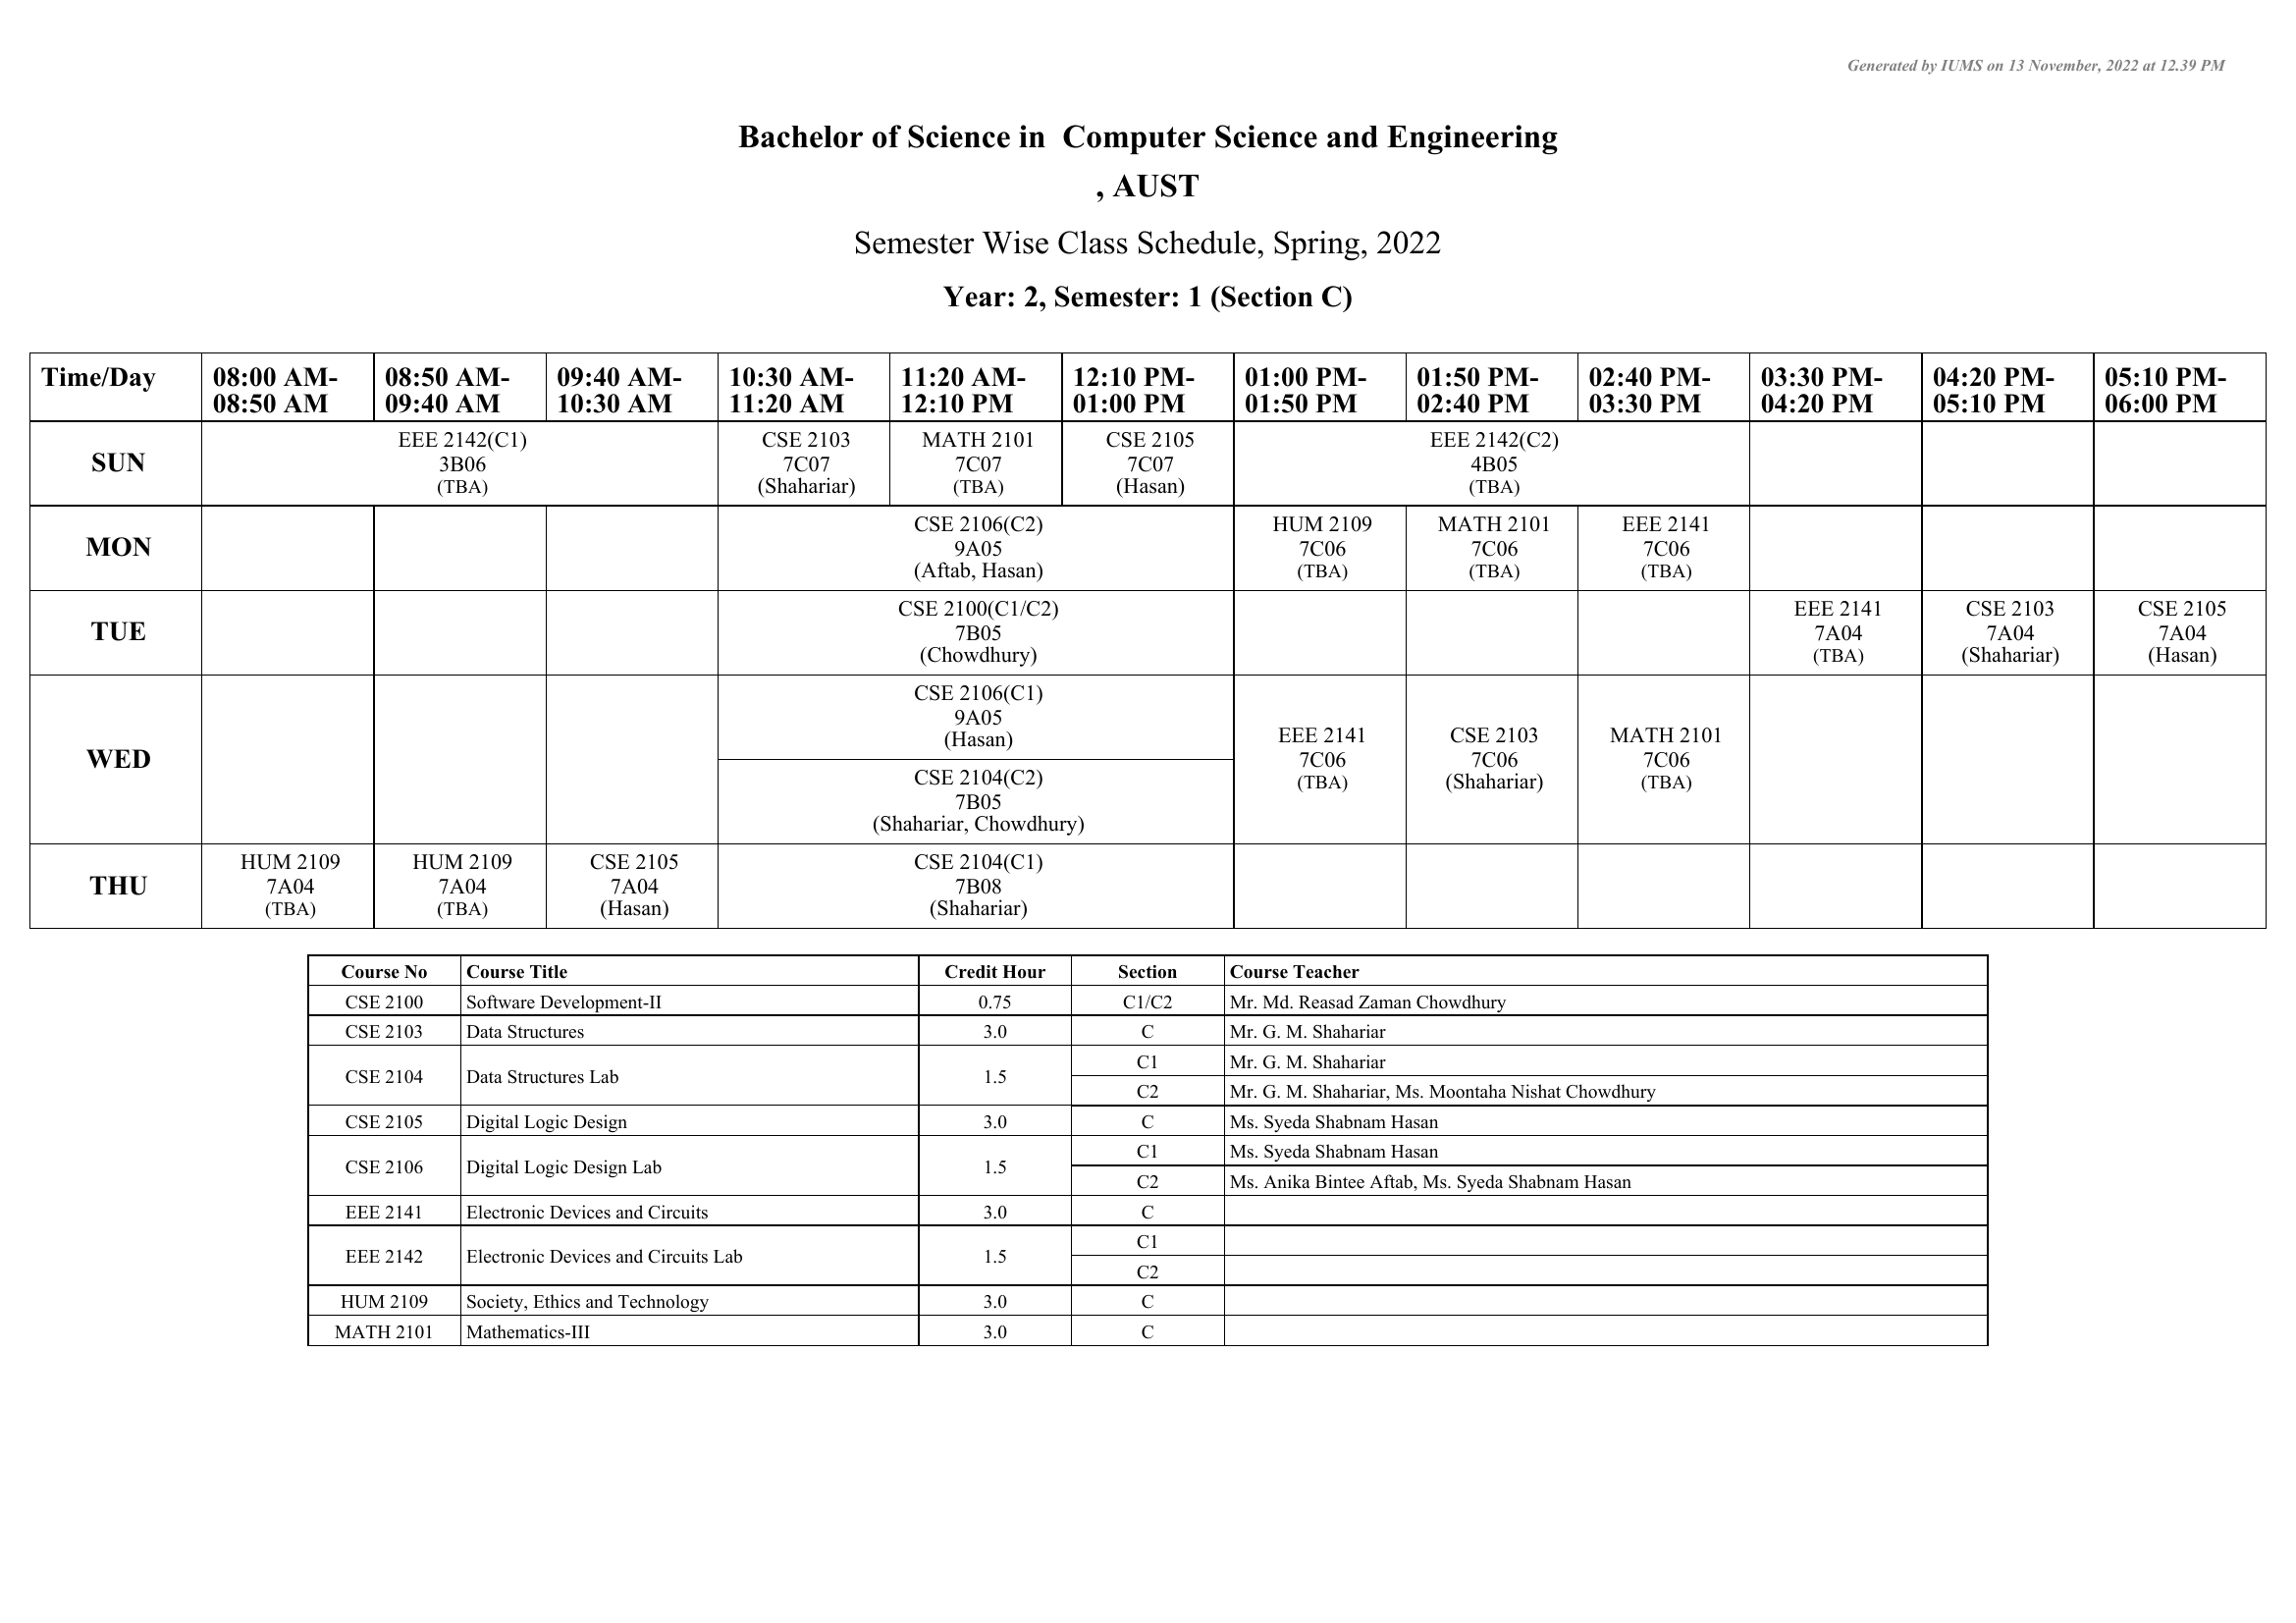 Generated by IUMS on 13 November, 2022 at 12.39 PM
Bachelor of Science in  Computer Science and Engineering
, AUST
Semester Wise Class Schedule, Spring, 2022
Year: 2, Semester: 1 (Section C)
Time/Day 08:00 AM-08:50 AM 08:50 AM-09:40 AM 09:40 AM-10:30 AM 10:30 AM-11:20 AM 11:20 AM-12:10 PM 12:10 PM-01:00 PM 01:00 PM-01:50 PM 01:50 PM-02:40 PM 02:40 PM-03:30 PM 03:30 PM-04:20 PM 04:20 PM-05:10 PM 05:10 PM-06:00 PM
SUN
EEE 2142(C1)
3B06
(TBA)
CSE 2103
7C07
(Shahariar)
MATH 2101
7C07
(TBA)
CSE 2105
7C07
(Hasan)
EEE 2142(C2)
4B05
(TBA)
MON
CSE 2106(C2)
9A05
(Aftab, Hasan)
HUM 2109
7C06
(TBA)
MATH 2101
7C06
(TBA)
EEE 2141
7C06
(TBA)
TUE
CSE 2100(C1/C2)
7B05
(Chowdhury)
EEE 2141
7A04
(TBA)
CSE 2103
7A04
(Shahariar)
CSE 2105
7A04
(Hasan)
WED
CSE 2106(C1)
9A05
(Hasan)
CSE 2104(C2)
7B05
(Shahariar, Chowdhury)
EEE 2141
7C06
(TBA)
CSE 2103
7C06
(Shahariar)
MATH 2101
7C06
(TBA)
THU
HUM 2109
7A04
(TBA)
HUM 2109
7A04
(TBA)
CSE 2105
7A04
(Hasan)
CSE 2104(C1)
7B08
(Shahariar)
Course No Course Title Credit Hour Section Course Teacher
CSE 2100 Software Development-II 0.75 C1/C2 Mr. Md. Reasad Zaman Chowdhury
CSE 2103 Data Structures 3.0 C Mr. G. M. Shahariar
CSE 2104 Data Structures Lab 1.5 C1 Mr. G. M. Shahariar
C2 Mr. G. M. Shahariar, Ms. Moontaha Nishat Chowdhury
CSE 2105 Digital Logic Design 3.0 C Ms. Syeda Shabnam Hasan
CSE 2106 Digital Logic Design Lab 1.5 C1 Ms. Syeda Shabnam Hasan
C2 Ms. Anika Bintee Aftab, Ms. Syeda Shabnam Hasan
EEE 2141 Electronic Devices and Circuits 3.0 C
EEE 2142 Electronic Devices and Circuits Lab 1.5 C1
C2
HUM 2109 Society, Ethics and Technology 3.0 C
MATH 2101 Mathematics-III 3.0 C